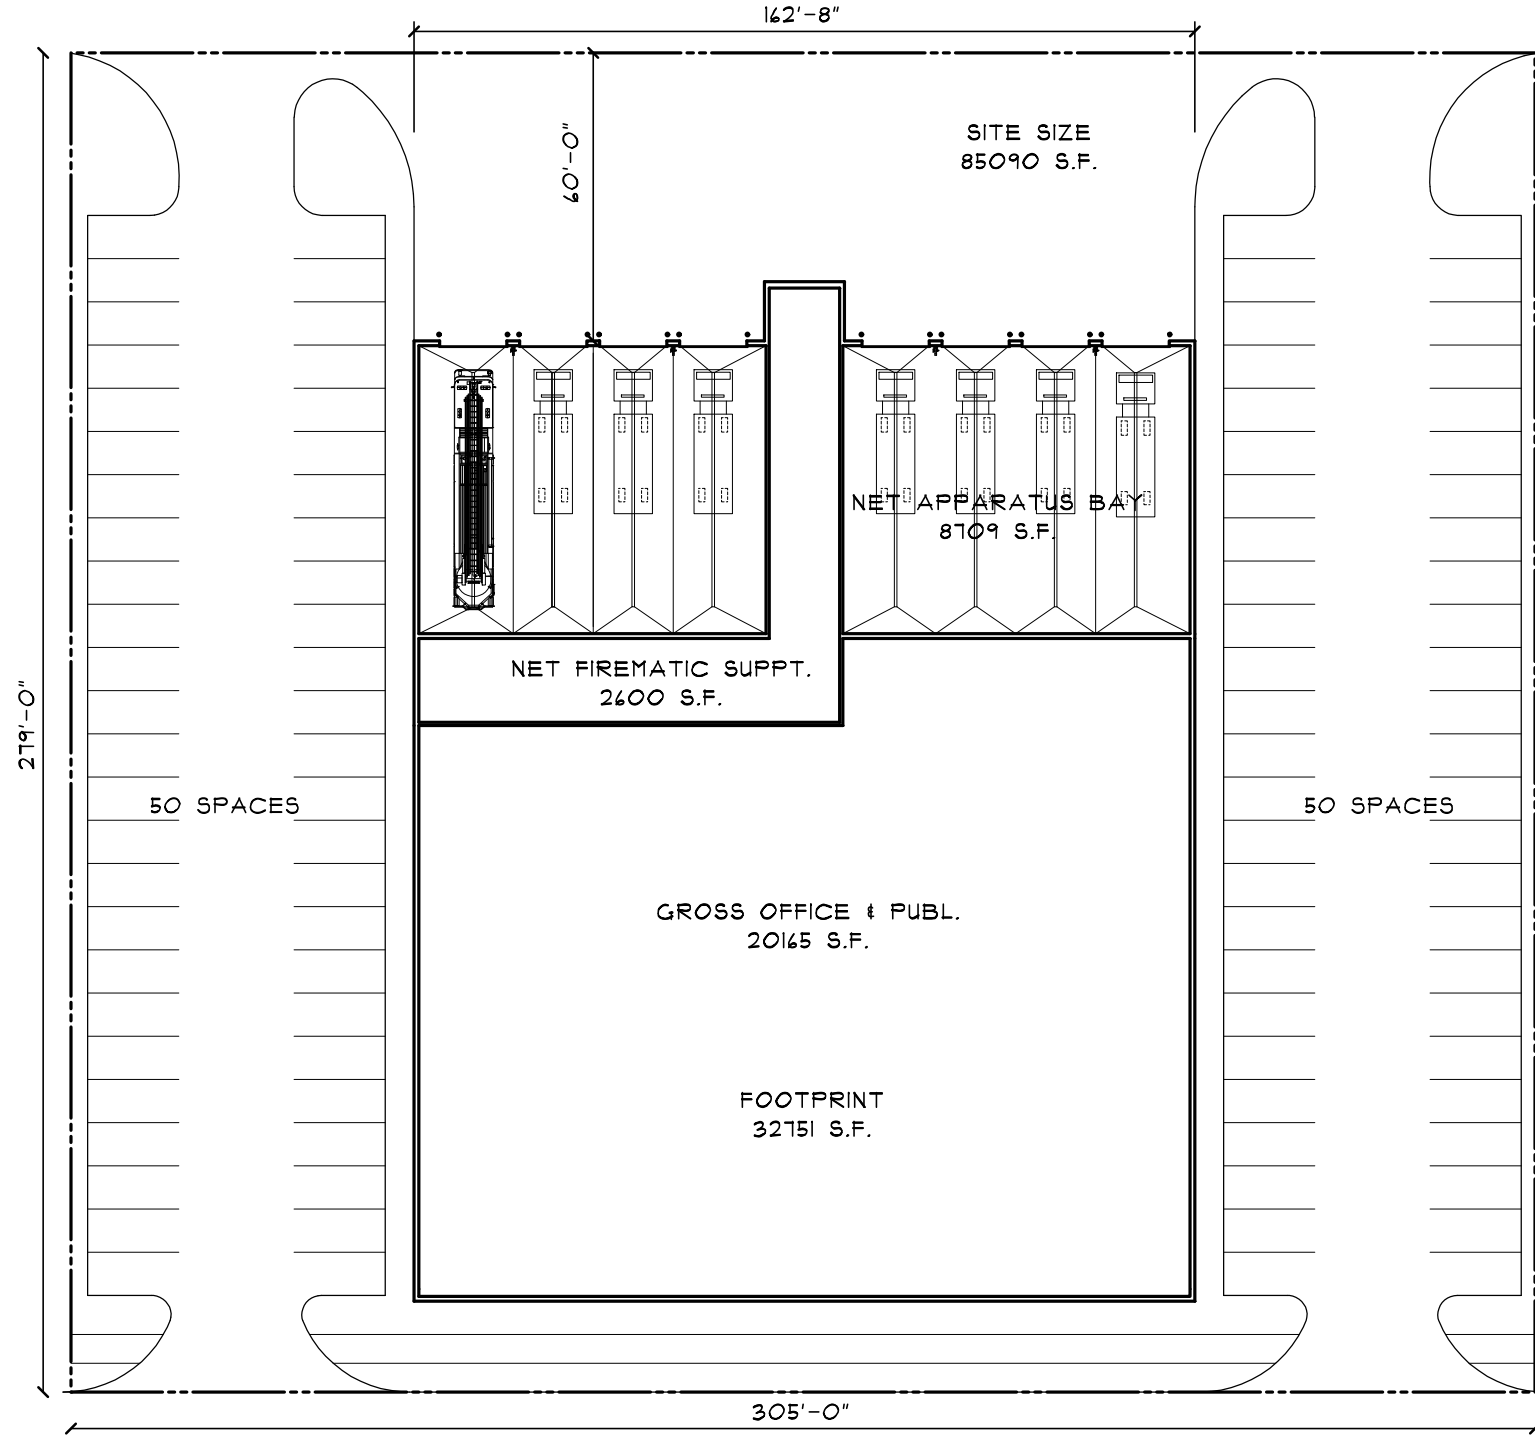 162'-8"
SITE SIZE
85090 S.F.
60'-0"
NET APPARATUS BAY
8709 S.F.
NET FIREMATIC SUPPT.
2600 S.F.
279'-0"
50 SPACES
50 SPACES
GROSS OFFICE & PUBL.
20165 S.F.
FOOTPRINT
32751 S.F.
305'-0"